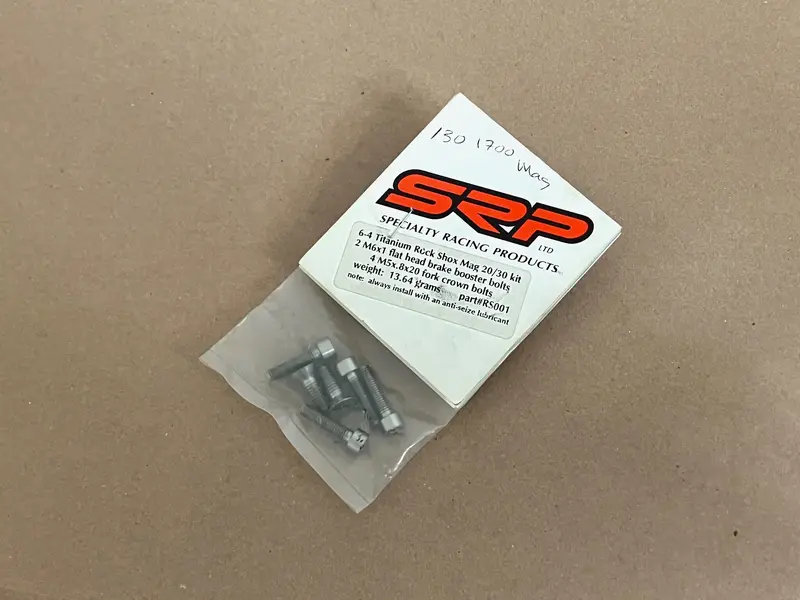 130 1700 Mag
SRP
LTD
SPECIALTY RACING PRODUCTS
6-4 Titanium Rock Shox Mag 20/30 kit
2 M6x1 flat head brake booster bolts
4 M5x.8x20 fork crown bolts
weight: 13.64 grams part#RS001
note: always install with an anti-seize lubricant